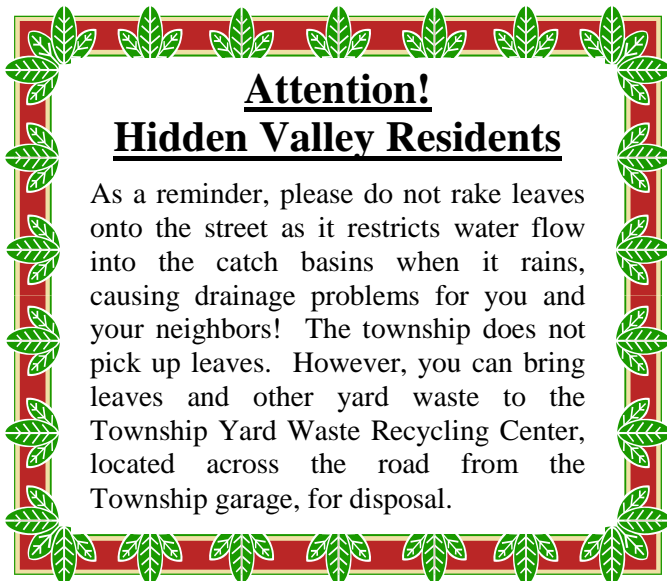 Attention!
Hidden Valley Residents
As a reminder, please do not rake leaves
onto the street as it restricts water flow
into the catch basins when it rains,
causing drainage problems for you and
your neighbors! The township does not
pick up leaves. However, you can bring
leaves and other yard waste to the
Township Yard Waste Recycling Center,
located across the road from the
Township garage, for disposal.